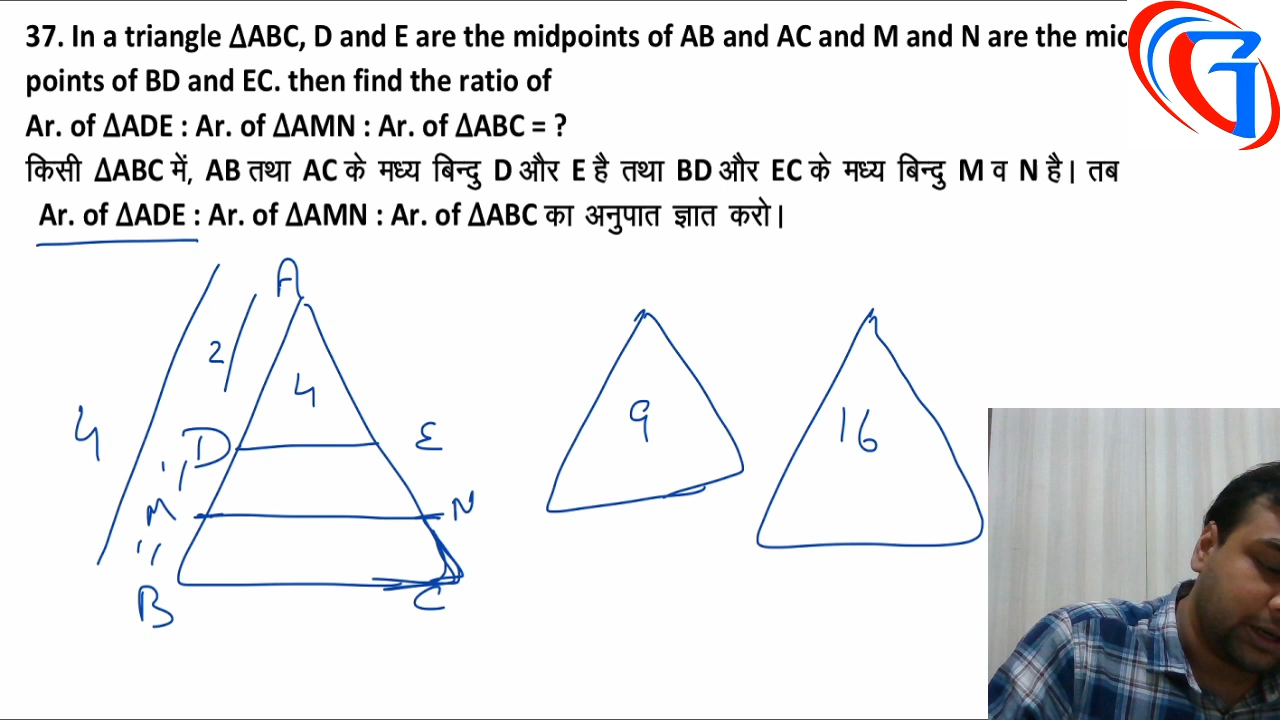 37. In a triangle ΔABC, D and E are the midpoints of AB and AC and M and N are the mid
points of BD and EC. then find the ratio of
Ar. of ΔADE : Ar. of ΔAMN : Ar. of ΔABC = ?
किसी ΔABC में, AB तथा AC के मध्य बिन्दु D और E है तथा BD और EC के मध्य बिन्दु M व N है। तब
Ar. of ΔADE : Ar. of ΔAMN : Ar. of ΔABC का अनुपात ज्ञात करो।
A
2
4
4
9
16
D
E
M
N
B
C